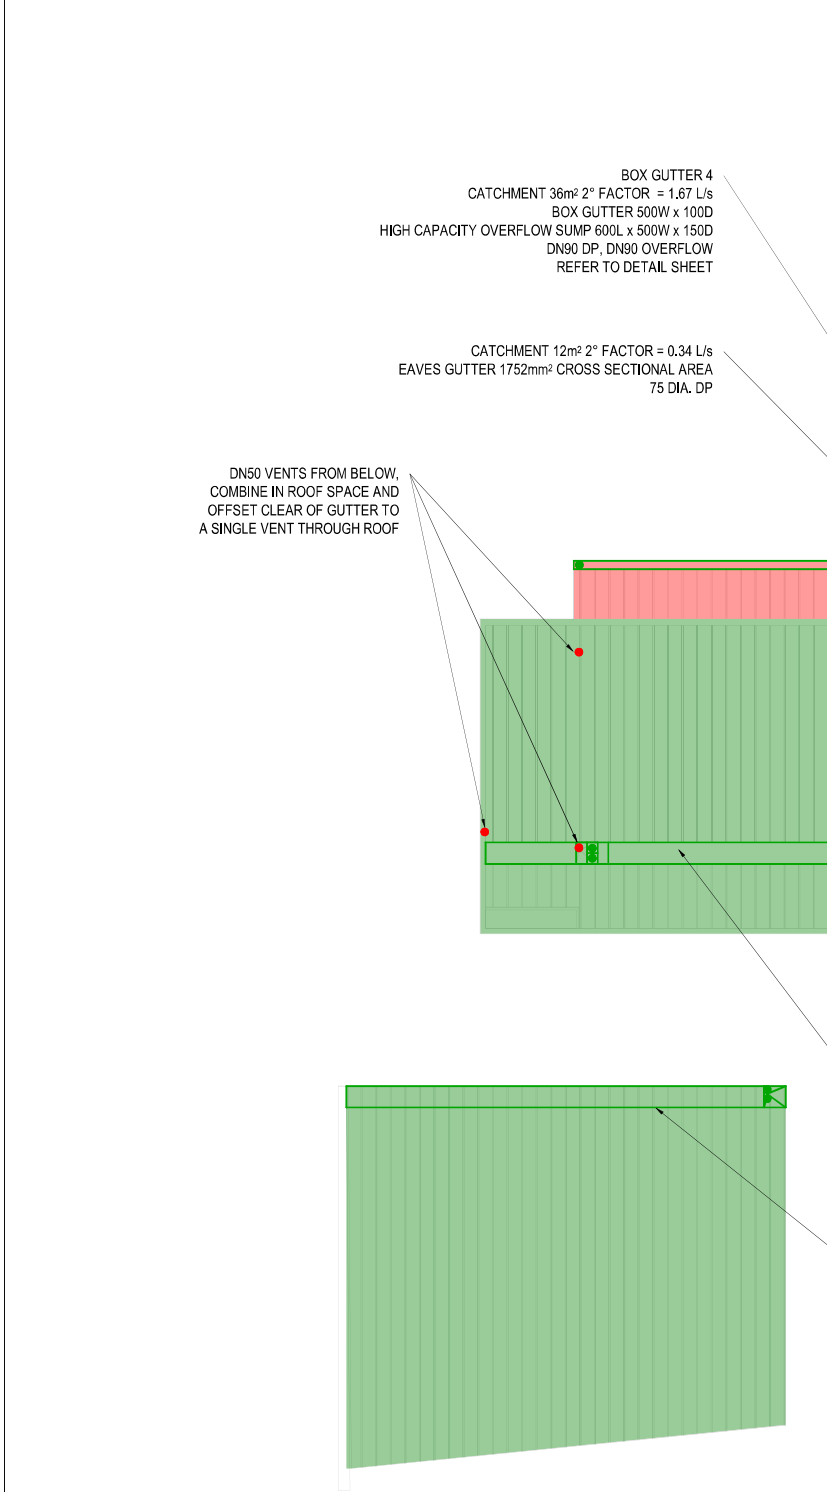 BOX GUTTER 4
CATCHMENT 36m² 2° FACTOR = 1.67 L/s
BOX GUTTER 500W x 100D
HIGH CAPACITY OVERFLOW SUMP 600L x 500W x 150D
DN90 DP, DN90 OVERFLOW
REFER TO DETAIL SHEET
CATCHMENT 12m² 2° FACTOR = 0.34 L/s
EAVES GUTTER 1752mm² CROSS SECTIONAL AREA
75 DIA. DP
DN50 VENTS FROM BELOW,
COMBINE IN ROOF SPACE AND
OFFSET CLEAR OF GUTTER TO
A SINGLE VENT THROUGH ROOF